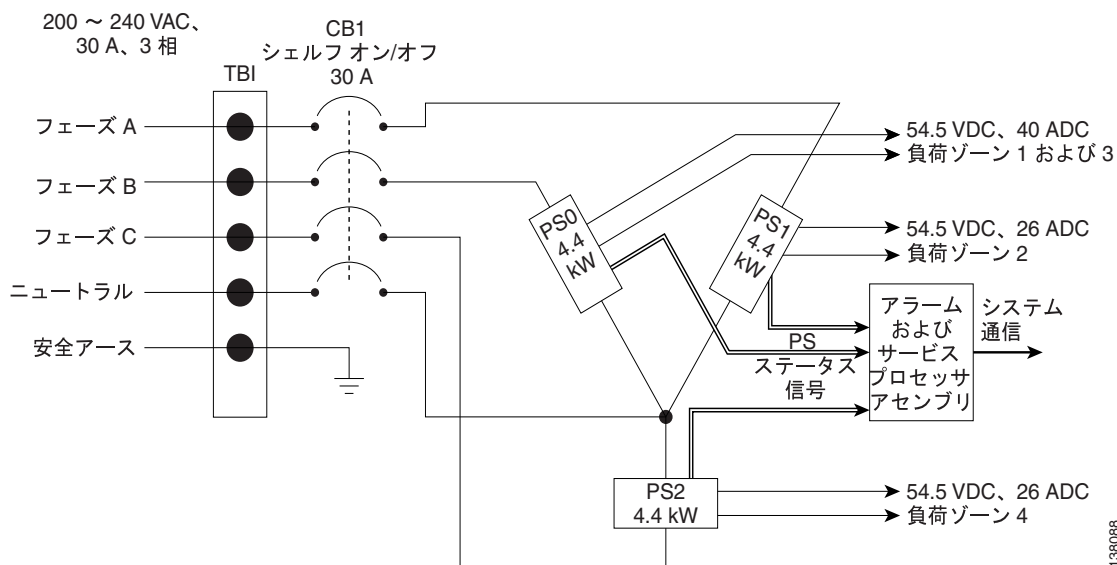 200 ～ 240 VAC、
30 A、3 相
TBI
CB1
シェルフ オン/オフ
30 A
フェーズ A
フェーズ B
フェーズ C
ニュートラル
安全アース
PS0
4.4
kW
PS1
4.4
kW
54.5 VDC、40 ADC
負荷ゾーン 1 および 3
54.5 VDC、26 ADC
負荷ゾーン 2
PS
ステータス
信号
アラーム
および
サービス
プロセッサ
アセンブリ
システム
通信
PS2
4.4 kW
54.5 VDC、26 ADC
負荷ゾーン 4
138088